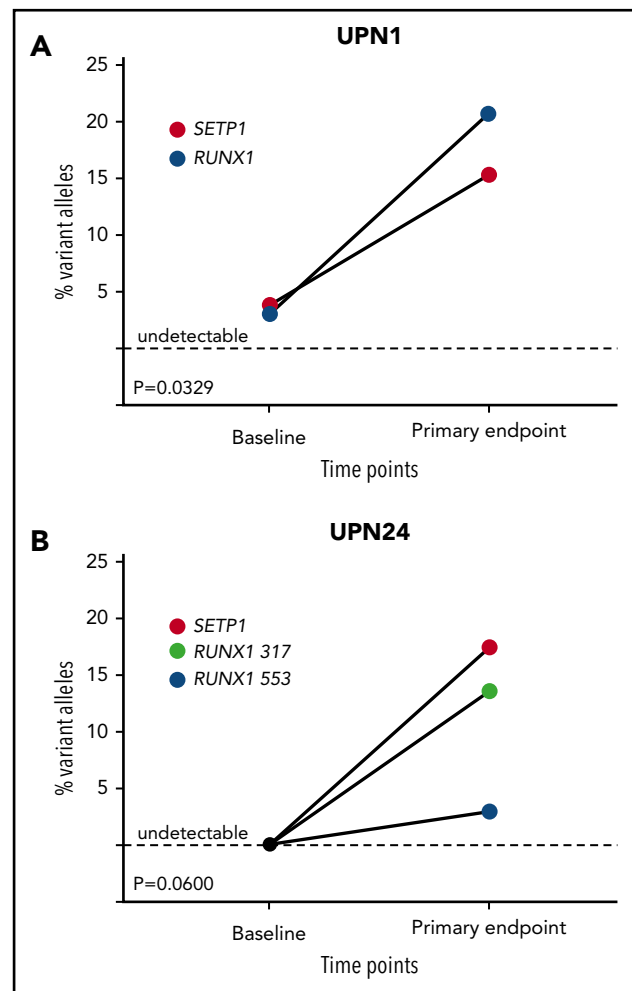 A
UPN1
25
20
15
10
5
% variant alleles
SETP1
RUNX1
undetectable
P=0.0329
Baseline
Primary endpoint
Time points
B
UPN24
25
20
15
10
5
% variant alleles
SETP1
RUNX1 317
RUNX1 553
undetectable
P=0.0600
Baseline
Primary endpoint
Time points